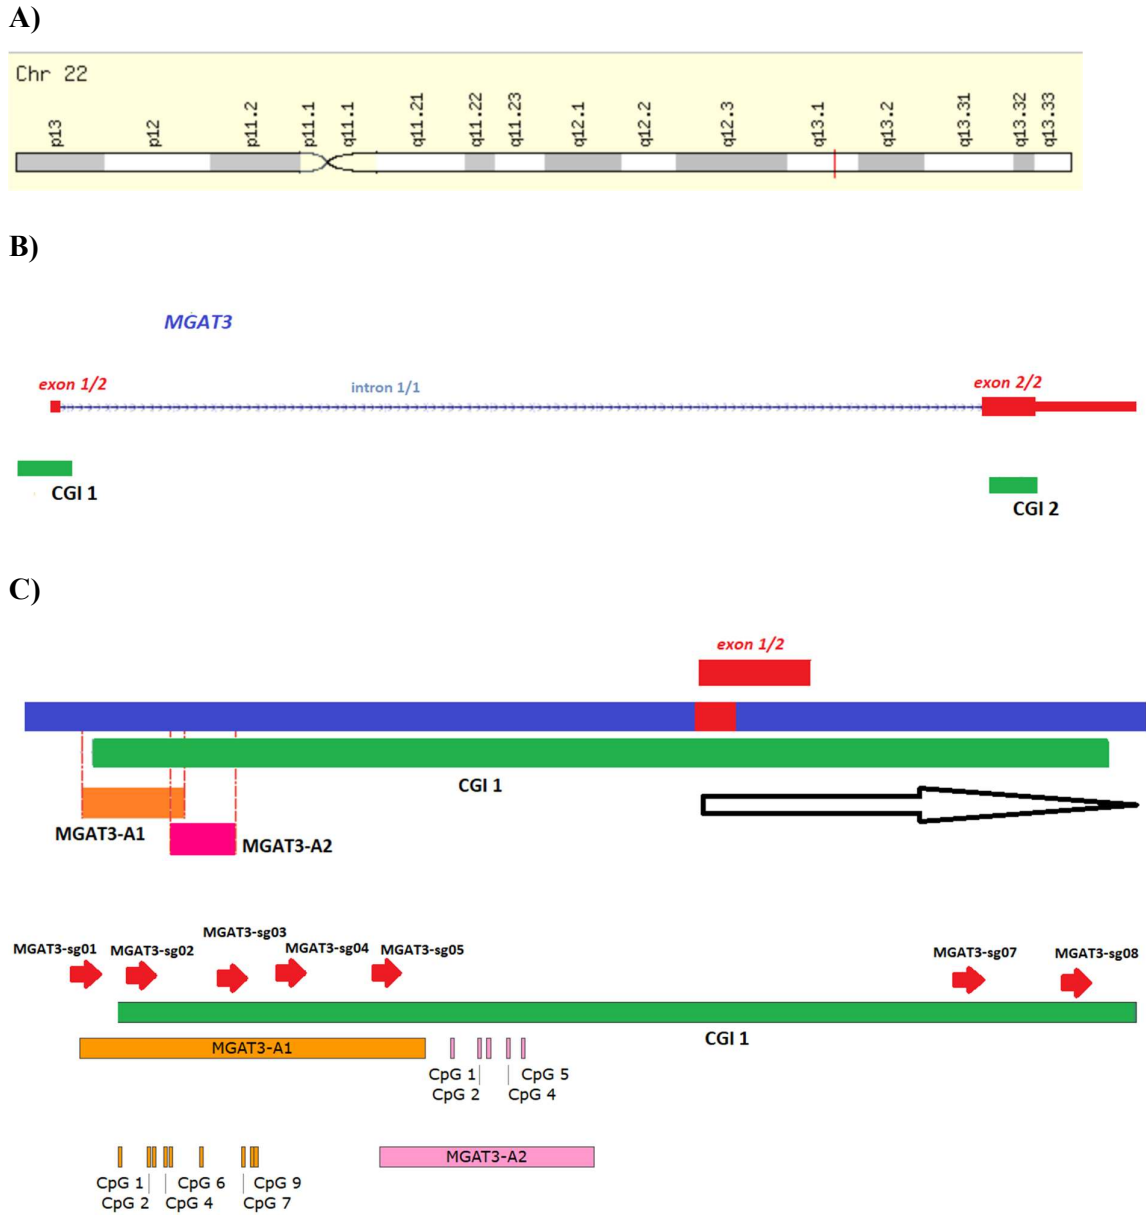 A)
Chr 22
p13 p12 p11.2 p11.1 q11.1 q11.21 q11.22 q11.23 q12.1 q12.2 q12.3 q13.1 q13.2 q13.31 q13.32 q13.33
B)
MGAT3
exon 1/2
intron 1/1
exon 2/2
CGI 1
CGI 2
C)
exon 1/2
CGI 1
MGAT3-A1
MGAT3-A2
MGAT3-sg01 MGAT3-sg02 MGAT3-sg03 MGAT3-sg04 MGAT3-sg05 MGAT3-sg07 MGAT3-sg08
CGI 1
MGAT3-A1
CpG 1 CpG 5
CpG 2 CpG 4
MGAT3-A2
CpG 1 CpG 6 CpG 9
CpG 2 CpG 4 CpG 7